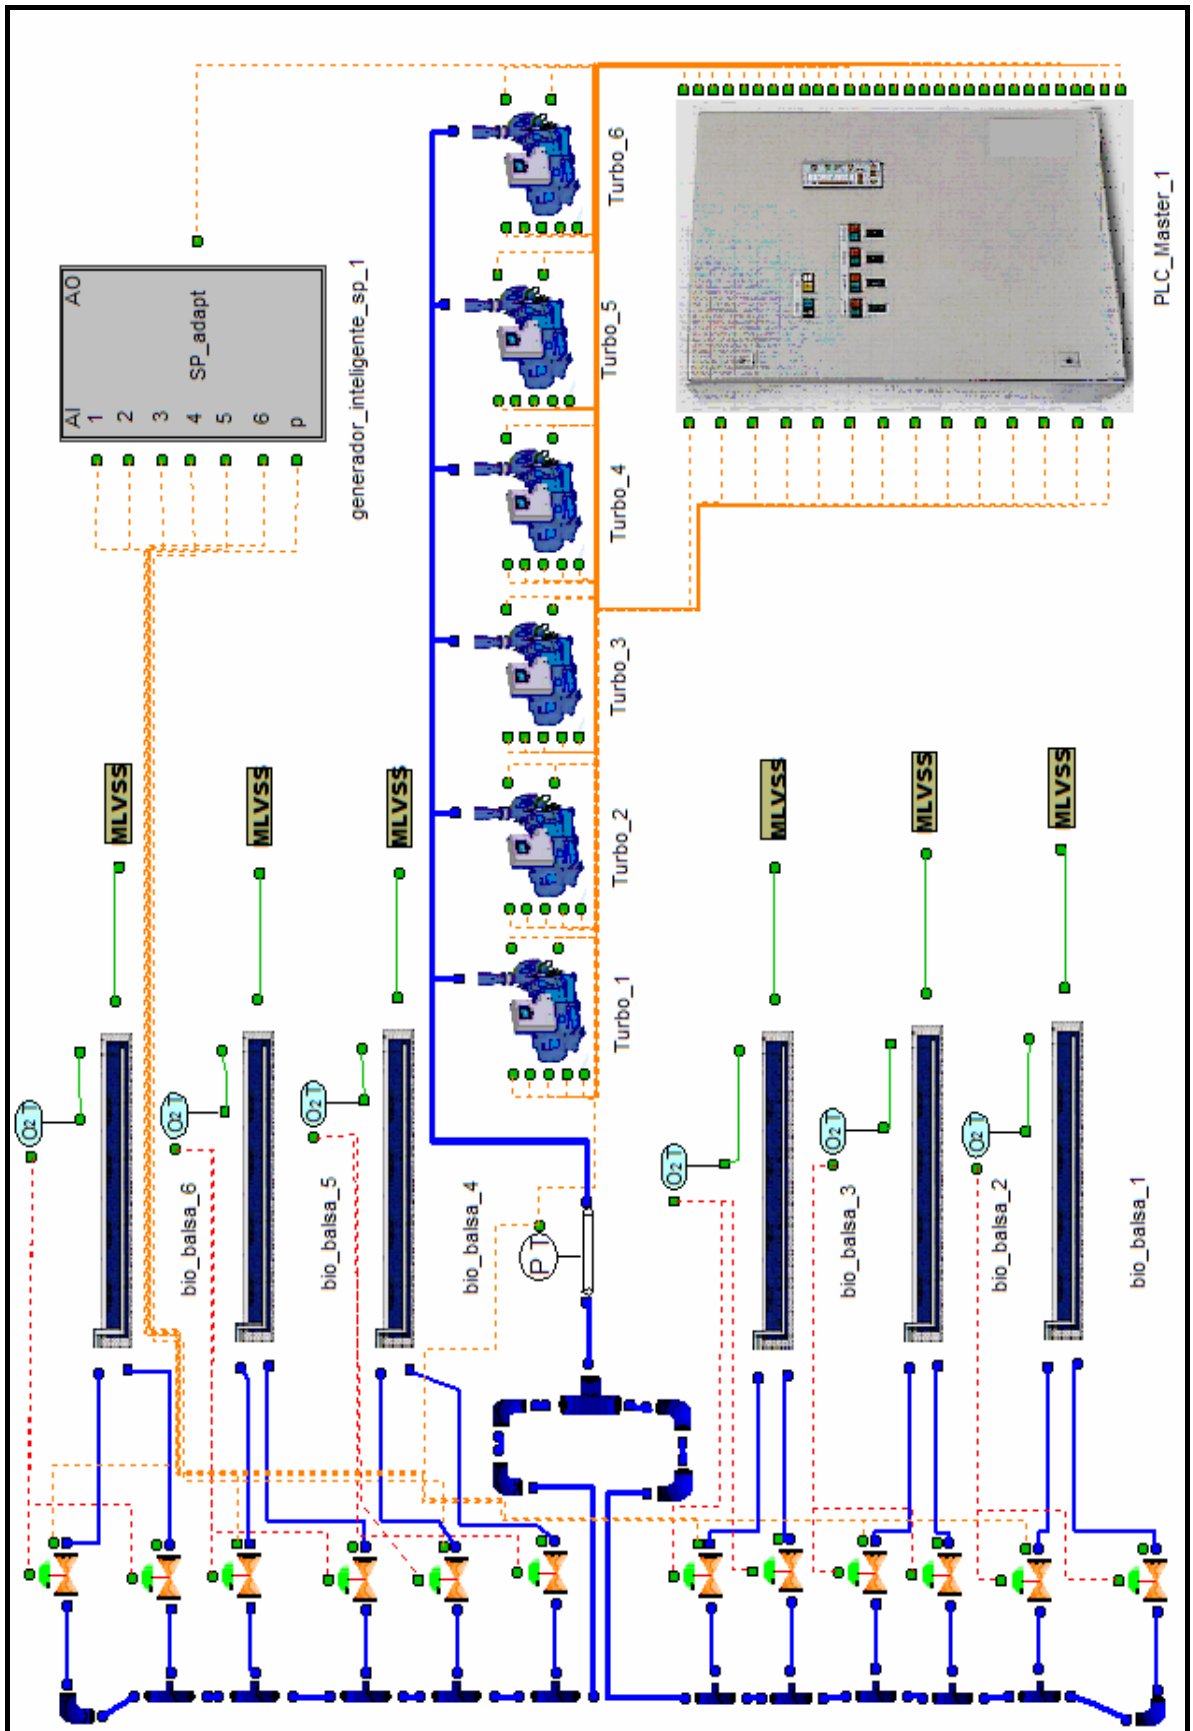 AI
AO
1
2
3
4
5
6
p
SP_adapt
generador_inteligente_sp_1
Turbo_6
Turbo_5
Turbo_4
Turbo_3
Turbo_2
Turbo_1
PLC_Master_1
MLVSS
MLVSS
MLVSS
MLVSS
MLVSS
MLVSS
O2 T
O2 T
O2 T
O2 T
O2 T
O2 T
P T
bio_balsa_6
bio_balsa_5
bio_balsa_4
bio_balsa_3
bio_balsa_2
bio_balsa_1